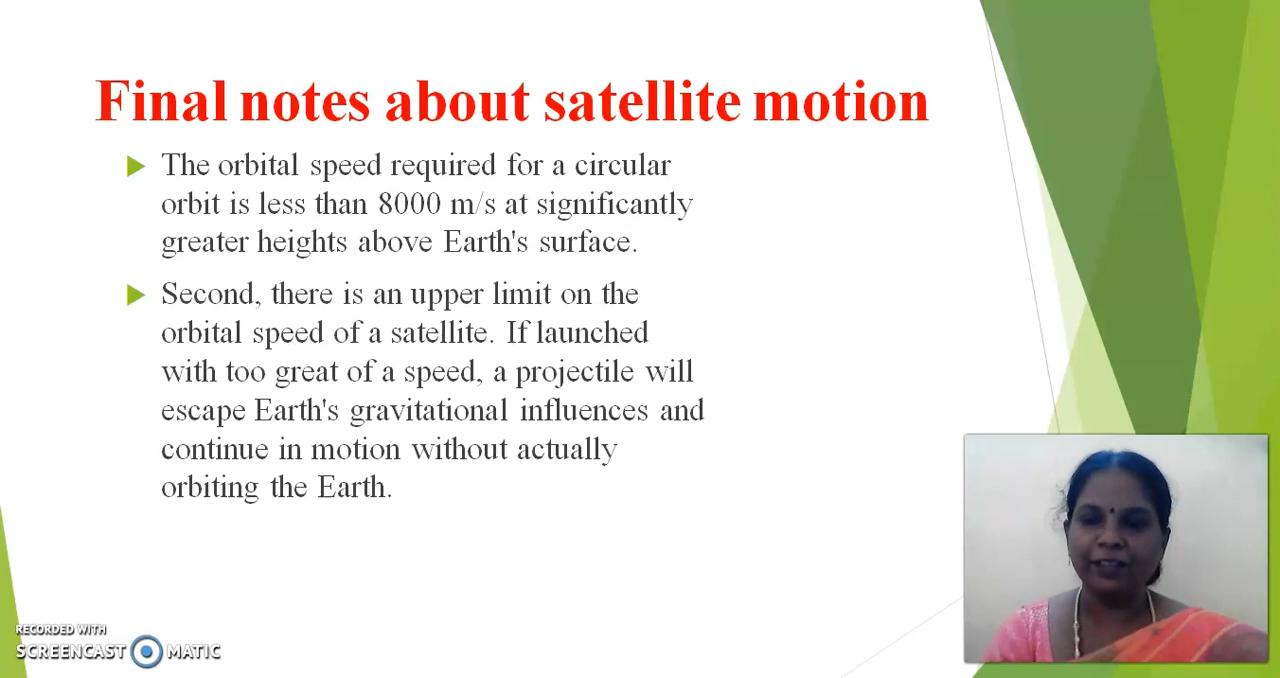 Final notes about satellite motion
The orbital speed required for a circular
orbit is less than 8000 m/s at significantly
greater heights above Earth's surface.
Second, there is an upper limit on the
orbital speed of a satellite. If launched
with too great of a speed, a projectile will
escape Earth's gravitational influences and
continue in motion without actually
orbiting the Earth.
RECORDED WITH
SCREENCAST MATIC